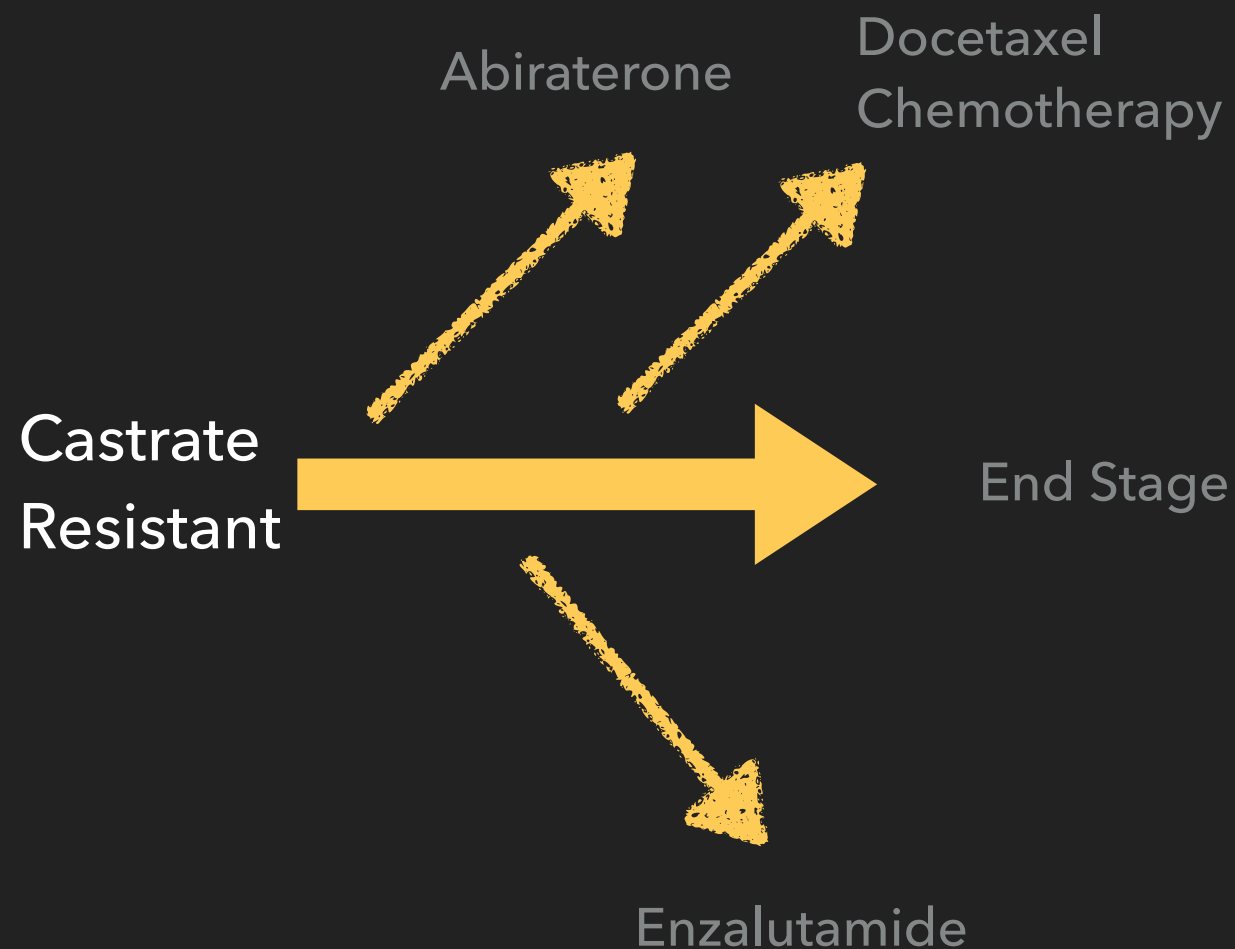 Abiraterone
Docetaxel
Chemotherapy
Castrate
Resistant
End Stage
Enzalutamide